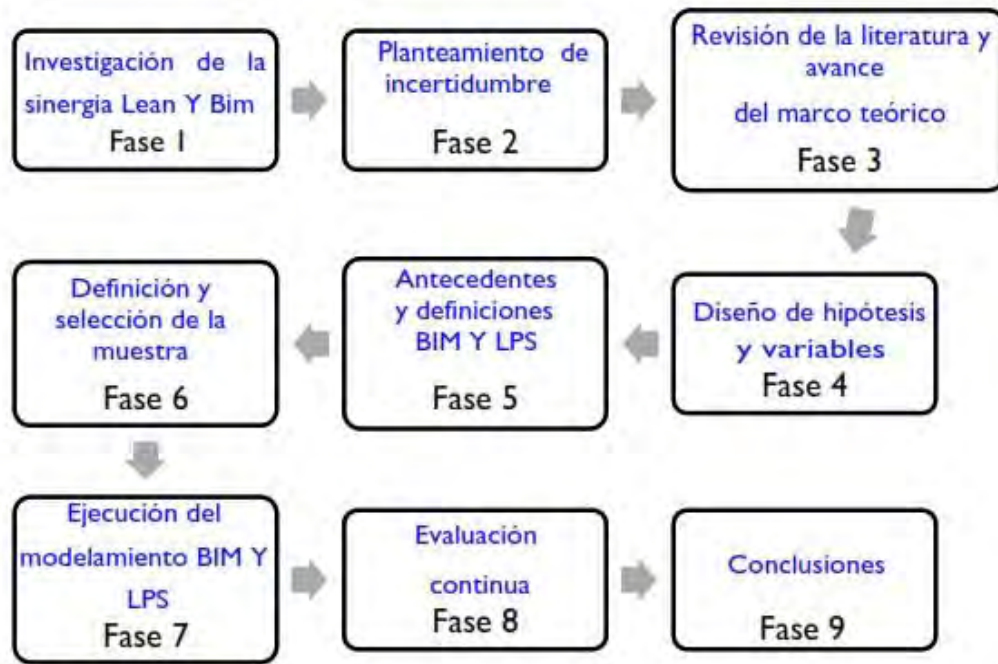 Investigación de la
sinergia Lean Y Bim
Fase 1
Planteamiento de
incertidumbre
Fase 2
Revisión de la literatura y
avance
del marco teórico
Fase 3
Diseño de hipótesis
y variables
Fase 4
Antecedentes
y definiciones
BIM Y LPS
Fase 5
Definición y
selección de la
muestra
Fase 6
Ejecución del
modelamiento BIM Y
LPS
Fase 7
Evaluación
continua
Fase 8
Conclusiones
Fase 9